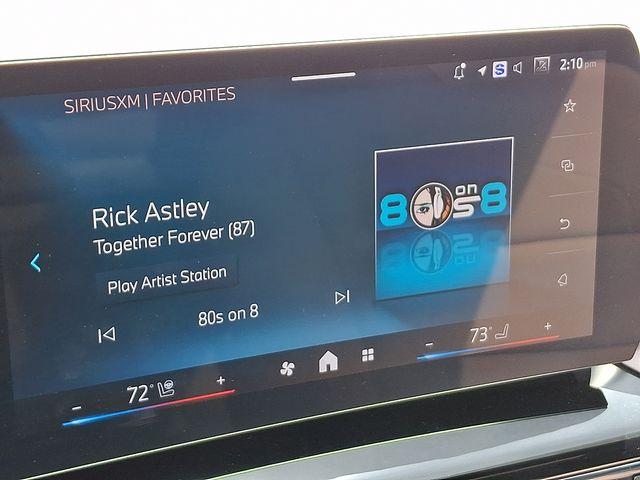 2:10 pm
SIRIUSXM | FAVORITES
80s on 8
Rick Astley
Together Forever (87)
Play Artist Station
80s on 8
72°
73°